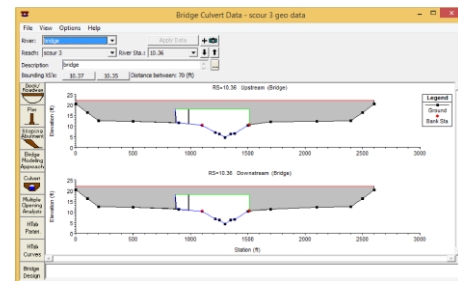 Bridge Culvert Data - scour 3 geo data
File View Options Help
River: bridge Apply Data
Reach: scour 3 River Sta.: 10.36
Description bridge
Bounding XS's: 10.37 10.35 Distance between: 70 (ft)
Deck/
Roadway
Pier
Sloping
Abutment
Bridge
Modeling
Approach
Culvert
Multiple
Opening
Analysis
HTab
Param.
HTab
Curves
Bridge
Design
RS=10.36 Upstream (Bridge)
Elevation (ft)
25
20
15
10
5
0
0 500 1000 1500 2000 2500 3000
Legend
Ground
Bank Sta
RS=10.36 Downstream (Bridge)
Elevation (ft)
25
20
15
10
5
0
0 500 1000 1500 2000 2500 3000
Station (ft)